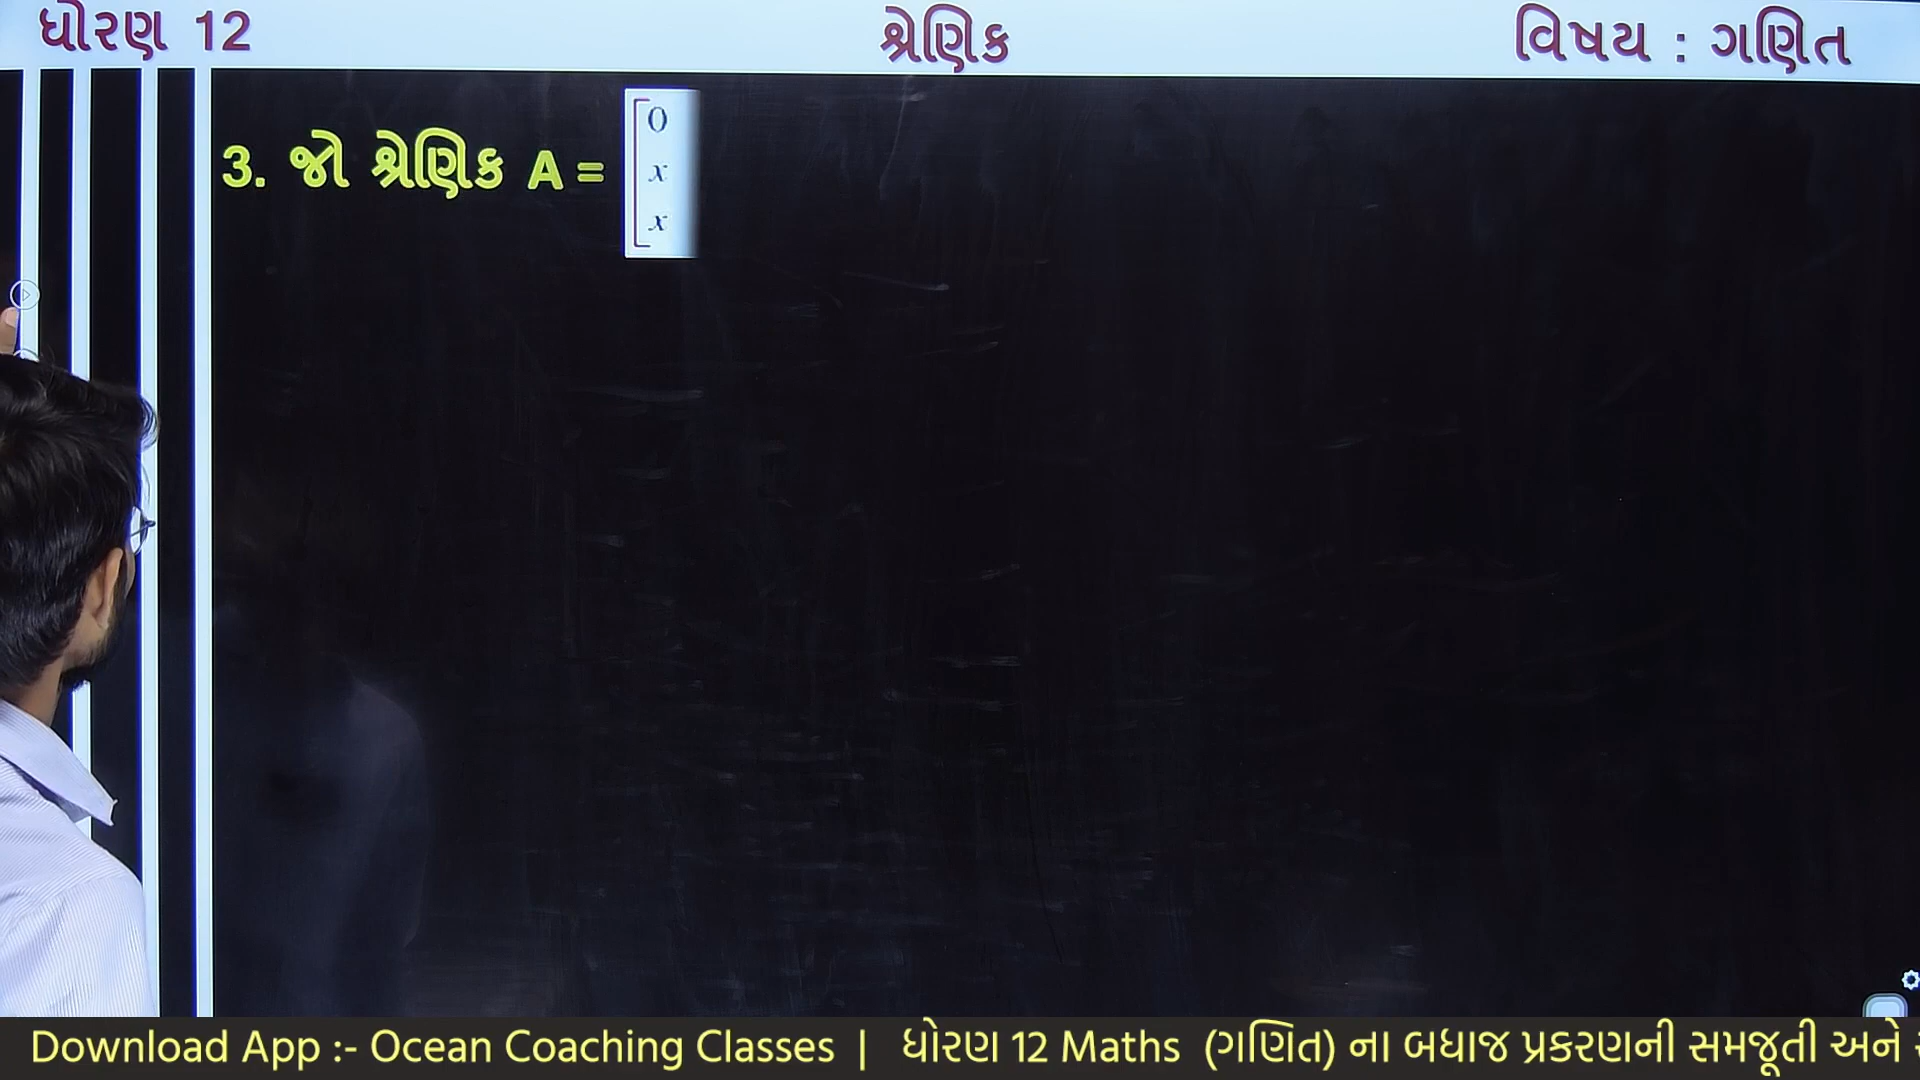 ધોરણ 12 શ્રેણિક વિષય : ગણિત
3. જો શ્રેણિક A = [0
x
x
Download App :- Ocean Coaching Classes | ધોરણ 12 Maths (ગણિત) ના બધાજ પ્રકરણની સમજૂતી અને